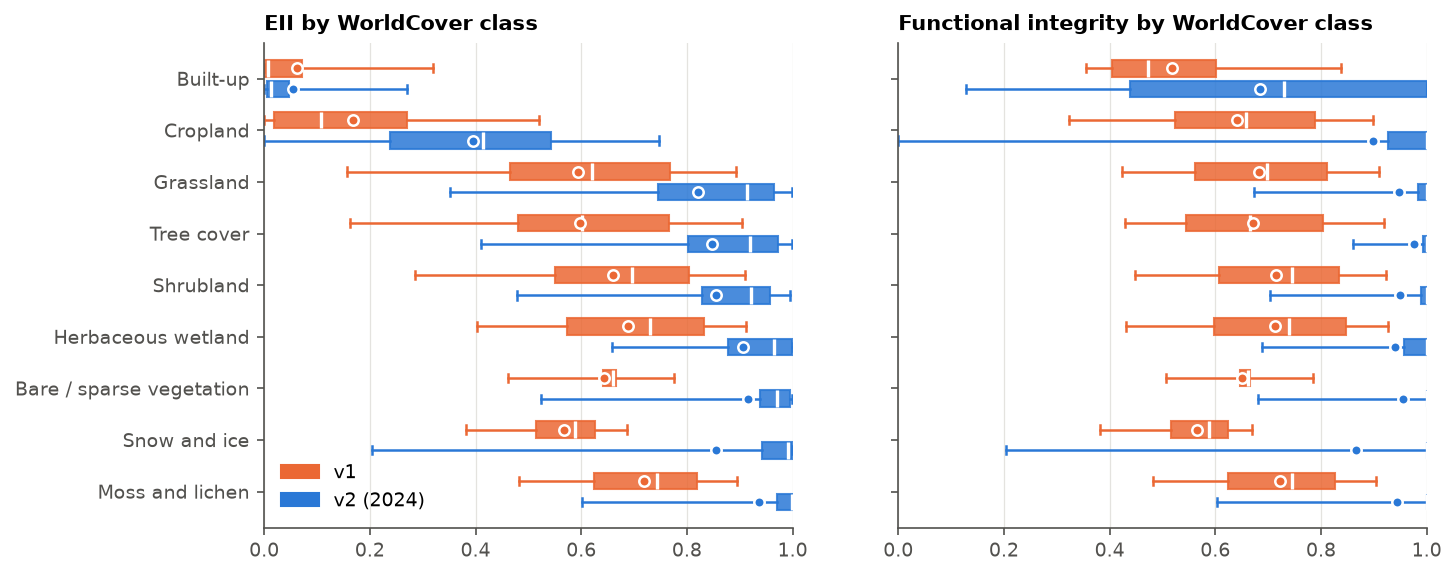 EII by WorldCover class
Functional integrity by WorldCover class
Built-up
Cropland
Grassland
Tree cover
Shrubland
Herbaceous wetland
Bare / sparse vegetation
Snow and ice
Moss and lichen
v1
v2 (2024)
0.0 0.2 0.4 0.6 0.8 1.0
0.0 0.2 0.4 0.6 0.8 1.0